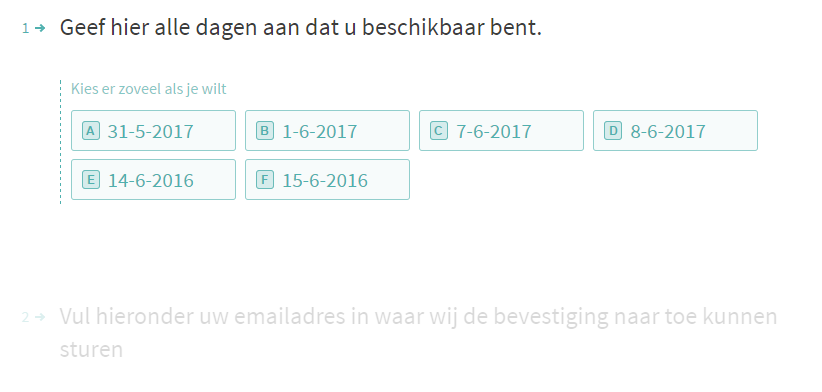 1 → Geef hier alle dagen aan dat u beschikbaar bent.
Kies er zoveel als je wilt
A 31-5-2017 B 1-6-2017 C 7-6-2017 D 8-6-2017
E 14-6-2016 F 15-6-2016
2 → Vul hieronder uw emailadres in waar wij de bevestiging naar toe kunnen
sturen